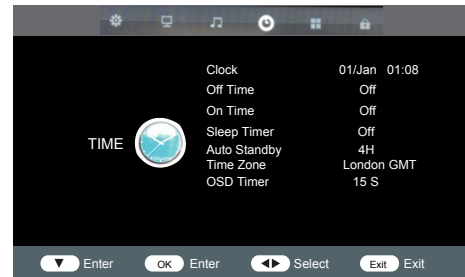 Clock 01/Jan 01:08
Off Time Off
On Time Off
Sleep Timer Off
TIME
Auto Standby 4H
Time Zone London GMT
OSD Timer 15 S
Enter OK Enter Select Exit Exit